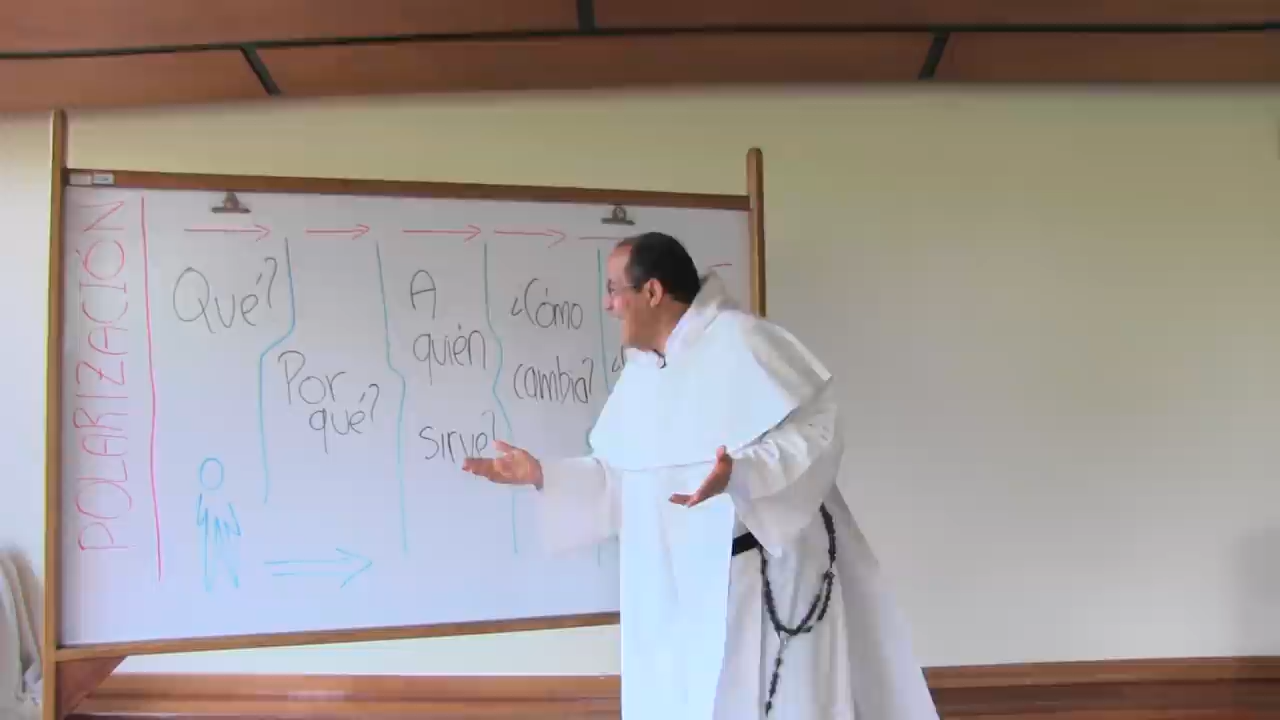 POLARIZACIÓN
Qué?
Por
qué?
A
quién
sirve?
¿Cómo
cambia?